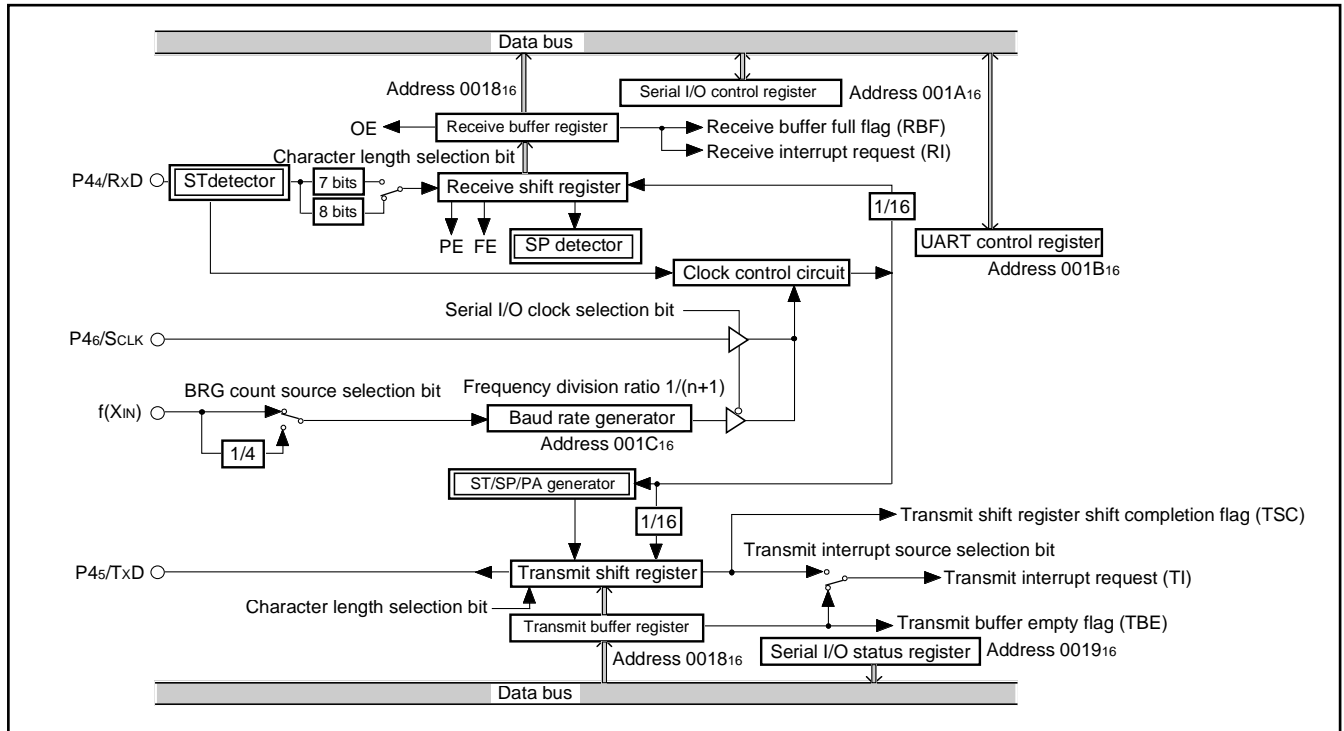 Data bus
Address 0018₁₆
Serial I/O control register
Address 001A₁₆
OE
Receive buffer register
Receive buffer full flag (RBF)
Receive interrupt request (RI)
Character length selection bit
P4₄/RxD
STdetector
7 bits
8 bits
Receive shift register
1/16
PE
FE
SP detector
UART control register
Address 001B₁₆
Clock control circuit
Serial I/O clock selection bit
P4₆/SCLK
BRG count source selection bit
Frequency division ratio 1/(n+1)
f(XIN)
Baud rate generator
Address 001C₁₆
1/4
ST/SP/PA generator
1/16
Transmit shift register shift completion flag (TSC)
Transmit interrupt source selection bit
P4₅/TxD
Transmit shift register
Transmit interrupt request (TI)
Character length selection bit
Transmit buffer register
Transmit buffer empty flag (TBE)
Address 0018₁₆
Serial I/O status register
Address 0019₁₆
Data bus